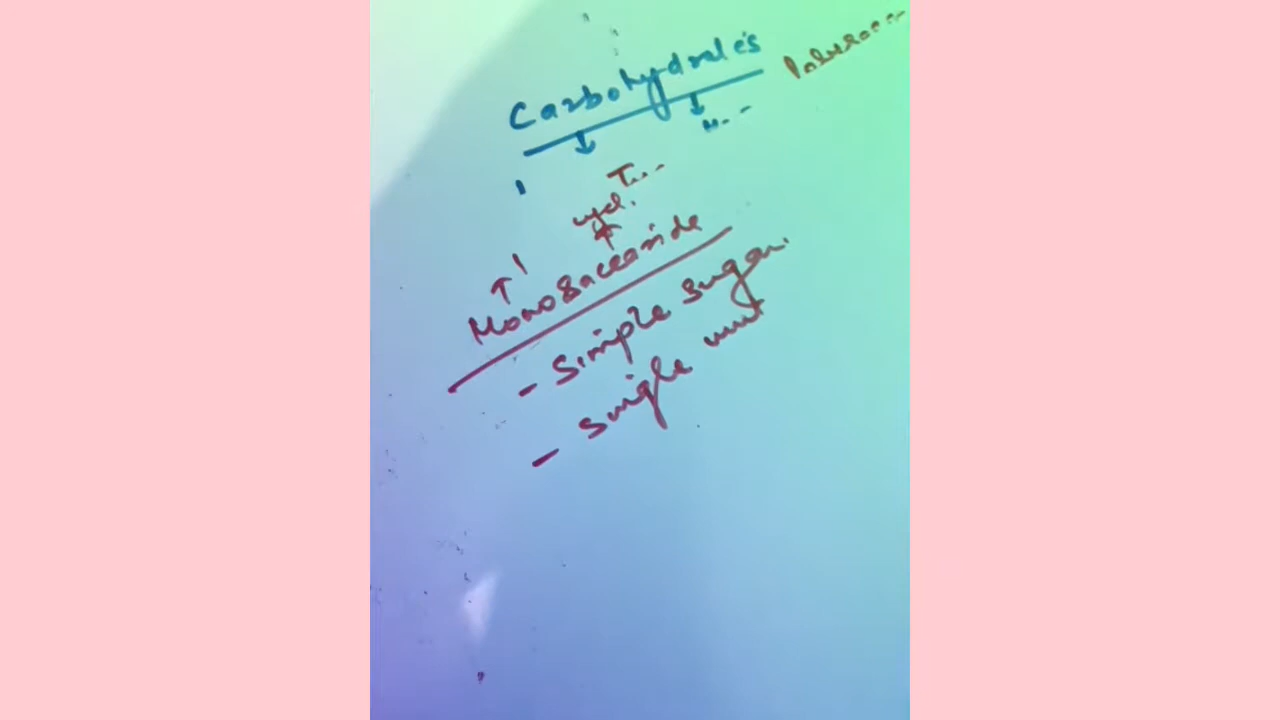 Carbohydrates
Monosaccaride
- Simple sugar
- Single unit